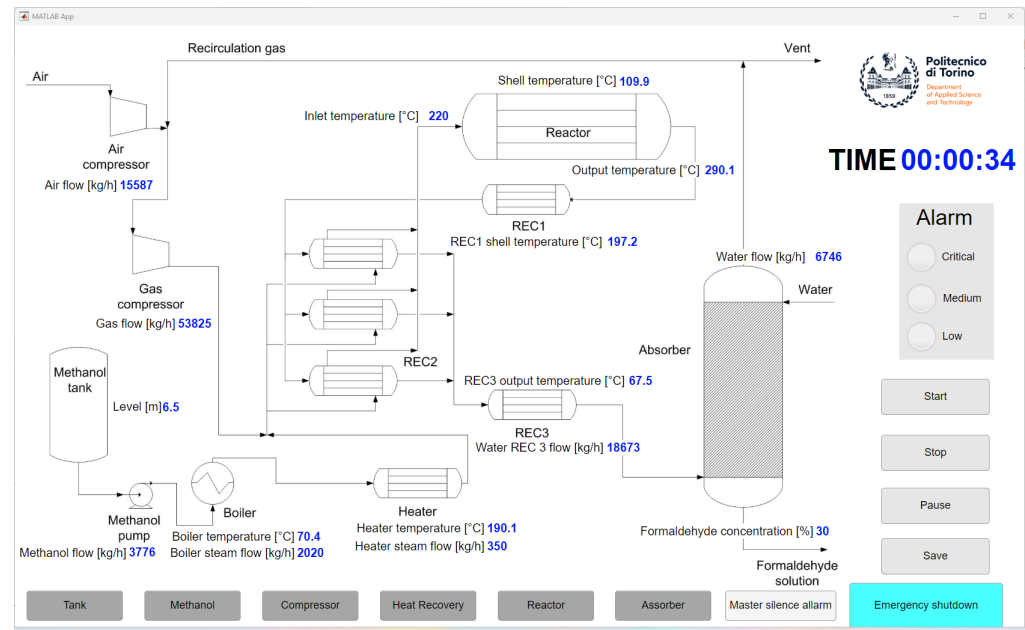 MATLAB App
Recirculation gas
Vent
Air
Shell temperature [°C] 109.9
Politecnico
di Torino
Department
of Applied Science
and Technology
1859
Inlet temperature [°C] 220
Reactor
Air
compressor
Air flow [kg/h] 15587
Output temperature [°C] 290.1
TIME 00:00:34
REC1
REC1 shell temperature [°C] 197.2
Alarm
Critical
Medium
Low
Water flow [kg/h] 6746
Water
Gas
compressor
Gas flow [kg/h] 53825
Absorber
REC2
Methanol
tank
Level [m] 6.5
REC3 output temperature [°C] 67.5
REC3
Water REC 3 flow [kg/h] 18673
Start
Stop
Pause
Save
Methanol
pump
Methanol flow [kg/h] 3776
Boiler
Boiler temperature [°C] 70.4
Boiler steam flow [kg/h] 2020
Heater
Heater temperature [°C] 190.1
Heater steam flow [kg/h] 350
Formaldehyde concentration [%] 30
Formaldehyde
solution
Tank
Methanol
Compressor
Heat Recovery
Reactor
Assorber
Master silence allarm
Emergency shutdown